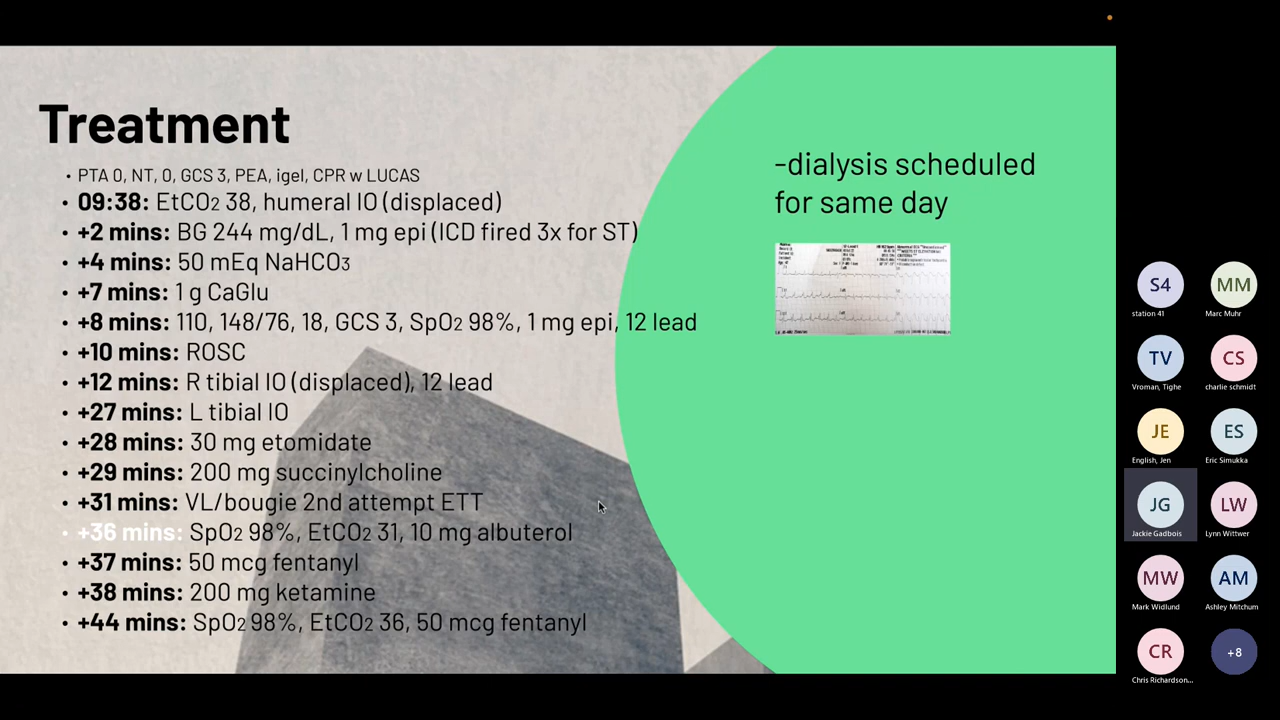 Treatment
• PTA 0, NT, 0, GCS 3, PEA, igel, CPR w LUCAS
• 09:38: EtCO2 38, humeral IO (displaced)
• +2 mins: BG 244 mg/dL, 1 mg epi (ICD fired 3x for ST)
• +4 mins: 50 mEq NaHCO3
• +7 mins: 1 g CaGlu
• +8 mins: 110, 148/76, 18, GCS 3, SpO2 98%, 1 mg epi, 12 lead
• +10 mins: ROSC
• +12 mins: R tibial IO (displaced), 12 lead
• +27 mins: L tibial IO
• +28 mins: 30 mg etomidate
• +29 mins: 200 mg succinylcholine
• +31 mins: VL/bougie 2nd attempt ETT
• +36 mins: SpO2 98%, EtCO2 31, 10 mg albuterol
• +37 mins: 50 mcg fentanyl
• +38 mins: 200 mg ketamine
• +44 mins: SpO2 98%, EtCO2 36, 50 mcg fentanyl
-dialysis scheduled
for same day
S4
station 41
MM
Marc Muhr
TV
Vroman, Tighe
CS
charlie schmidt
JE
English, Jen
ES
Eric Simukka
JG
Jackie Gadbois
LW
Lynn Wittwer
MW
Mark Widlund
AM
Ashley Mitchum
CR
Chris Richardson...
+8